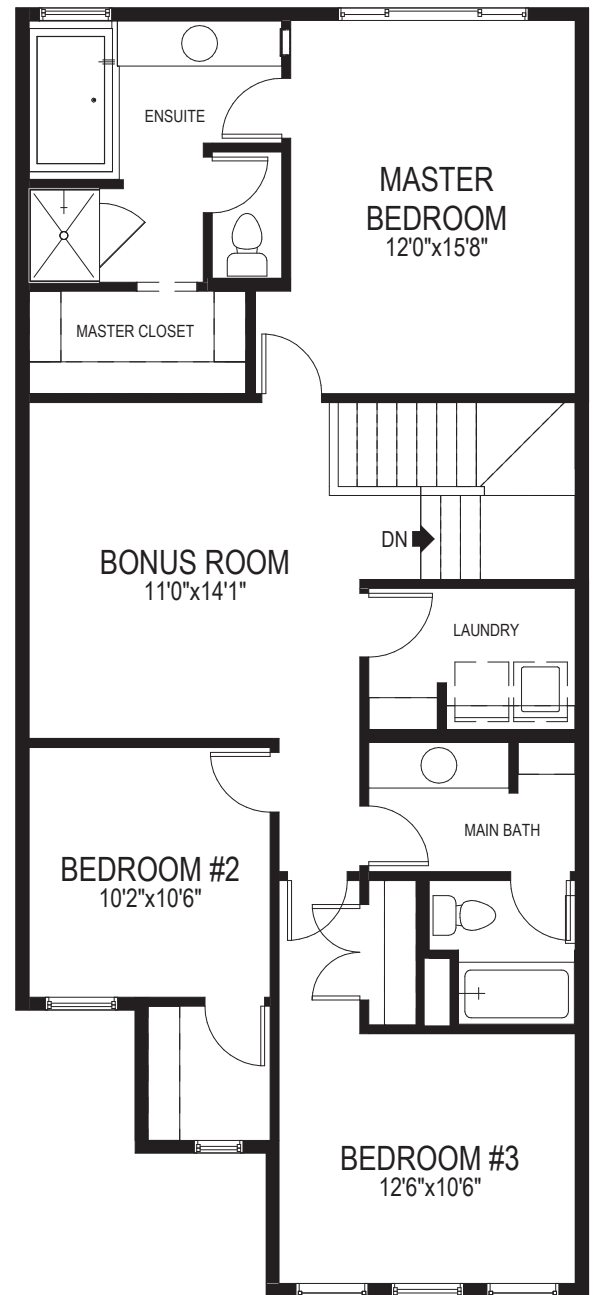 ENSUITE
MASTER
BEDROOM
12'0"x15'8"
MASTER CLOSET
DN
BONUS ROOM
11'0"x14'1"
LAUNDRY
MAIN BATH
BEDROOM #2
10'2"x10'6"
BEDROOM #3
12'6"x10'6"